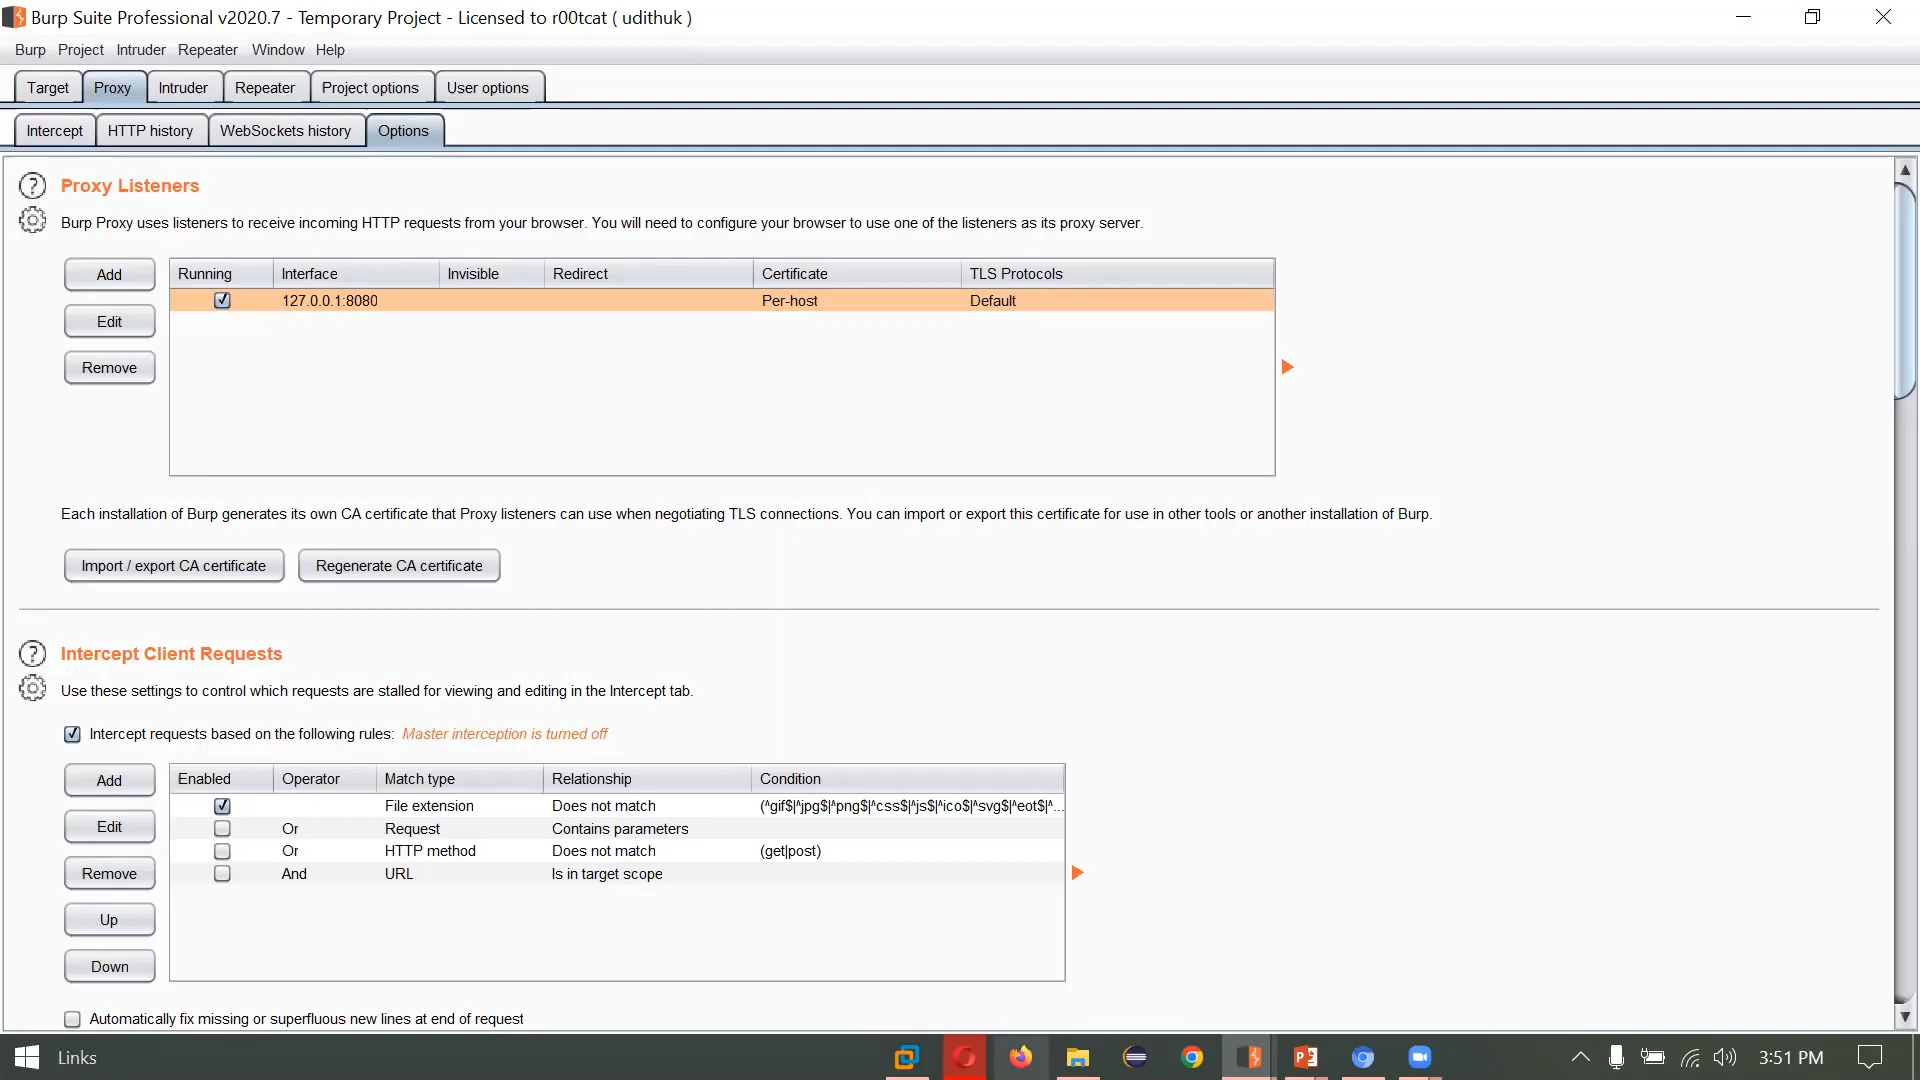 Burp Suite Professional v2020.7 - Temporary Project - Licensed to r00tcat ( udithuk )
Burp Project Intruder Repeater Window Help
Target Proxy Intruder Repeater Project options User options
Intercept HTTP history WebSockets history Options
Proxy Listeners
Burp Proxy uses listeners to receive incoming HTTP requests from your browser. You will need to configure your browser to use one of the listeners as its proxy server.
Add
Edit
Remove
Running Interface Invisible Redirect Certificate TLS Protocols
127.0.0.1:8080 Per-host Default
Each installation of Burp generates its own CA certificate that Proxy listeners can use when negotiating TLS connections. You can import or export this certificate for use in other tools or another installation of Burp.
Import / export CA certificate Regenerate CA certificate
Intercept Client Requests
Use these settings to control which requests are stalled for viewing and editing in the Intercept tab.
Intercept requests based on the following rules: Master interception is turned off
Add
Edit
Remove
Up
Down
Enabled Operator Match type Relationship Condition
File extension Does not match (^gif$|^jpg$|^png$|^css$|^js$|^ico$|^svg$|^eot$|^...
Or Request Contains parameters
Or HTTP method Does not match (get|post)
And URL Is in target scope
Automatically fix missing or superfluous new lines at end of request
Links 3:51 PM